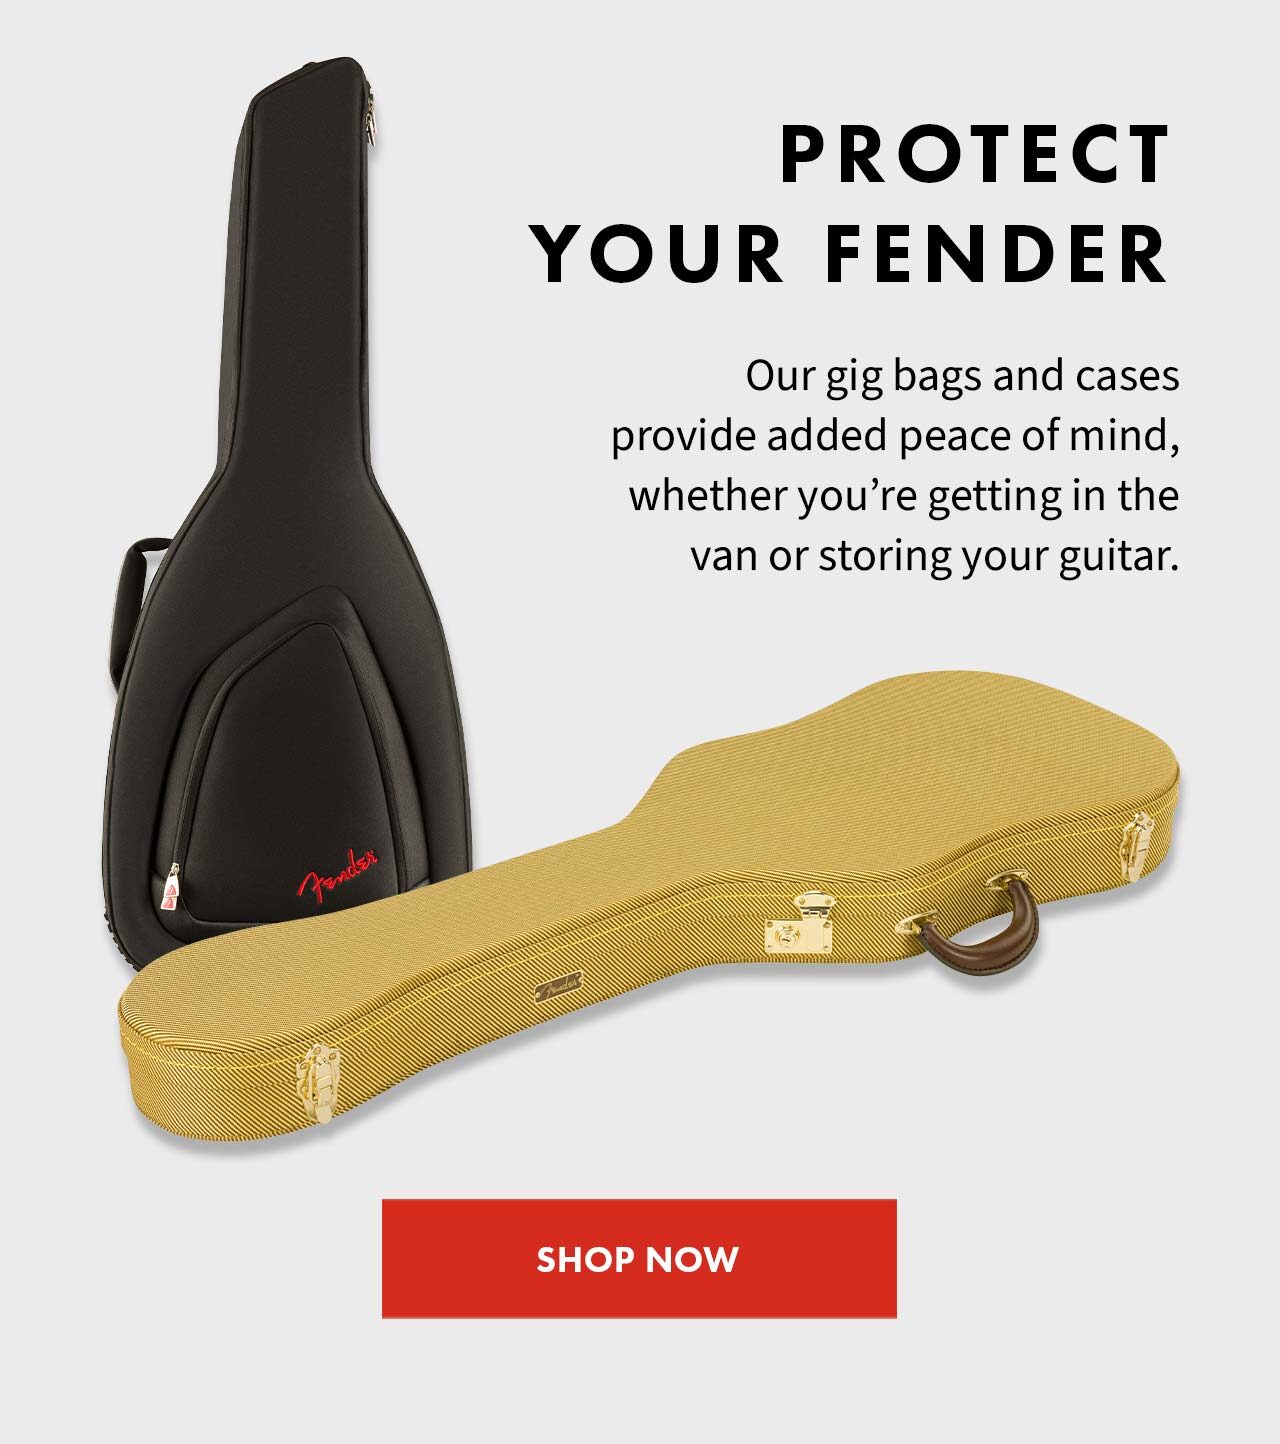 PROTECT
YOUR FENDER
Our gig bags and cases
provide added peace of mind,
whether you’re getting in the
van or storing your guitar.
Fender
Fender
SHOP NOW